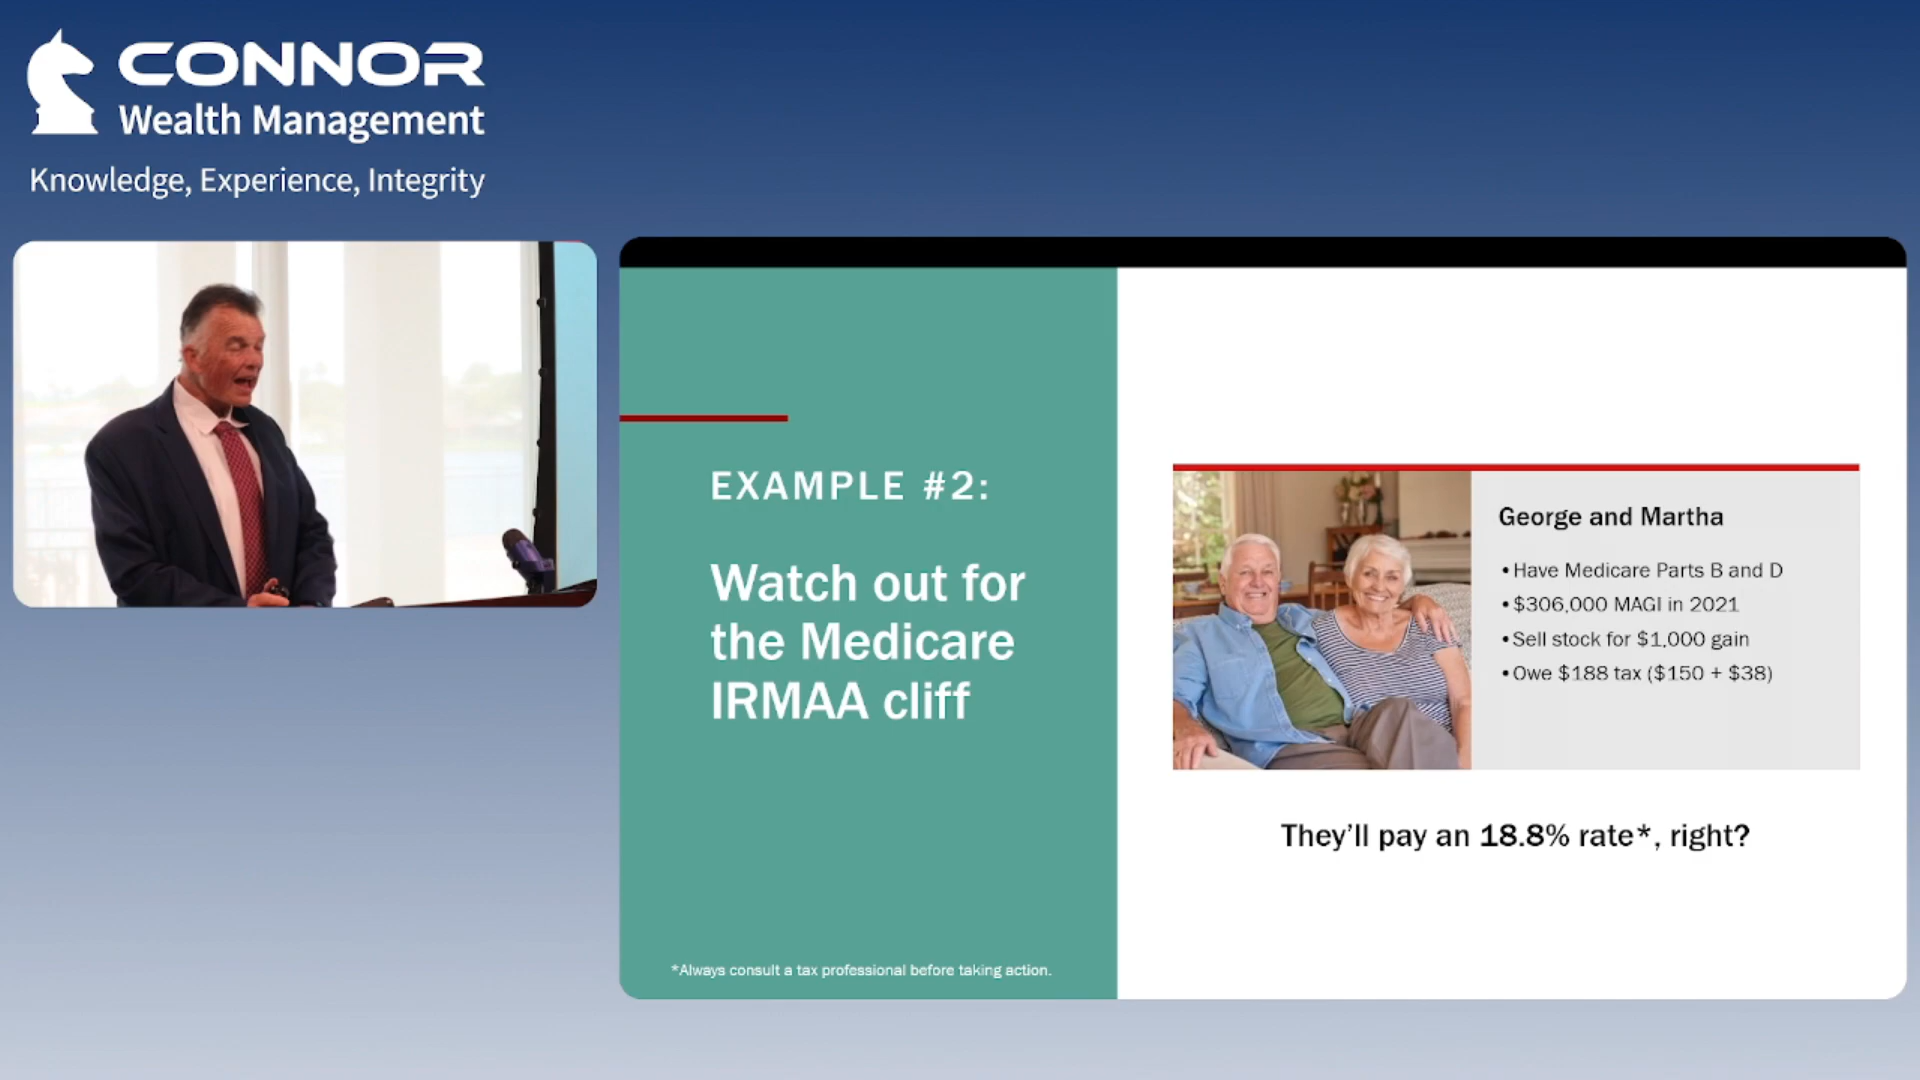 CONNOR
Wealth Management
Knowledge, Experience, Integrity
EXAMPLE #2:
Watch out for
the Medicare
IRMAA cliff
*Always consult a tax professional before taking action.
George and Martha
• Have Medicare Parts B and D
• $306,000 MAGI in 2021
• Sell stock for $1,000 gain
• Owe $188 tax ($150 + $38)
They'll pay an 18.8% rate*, right?